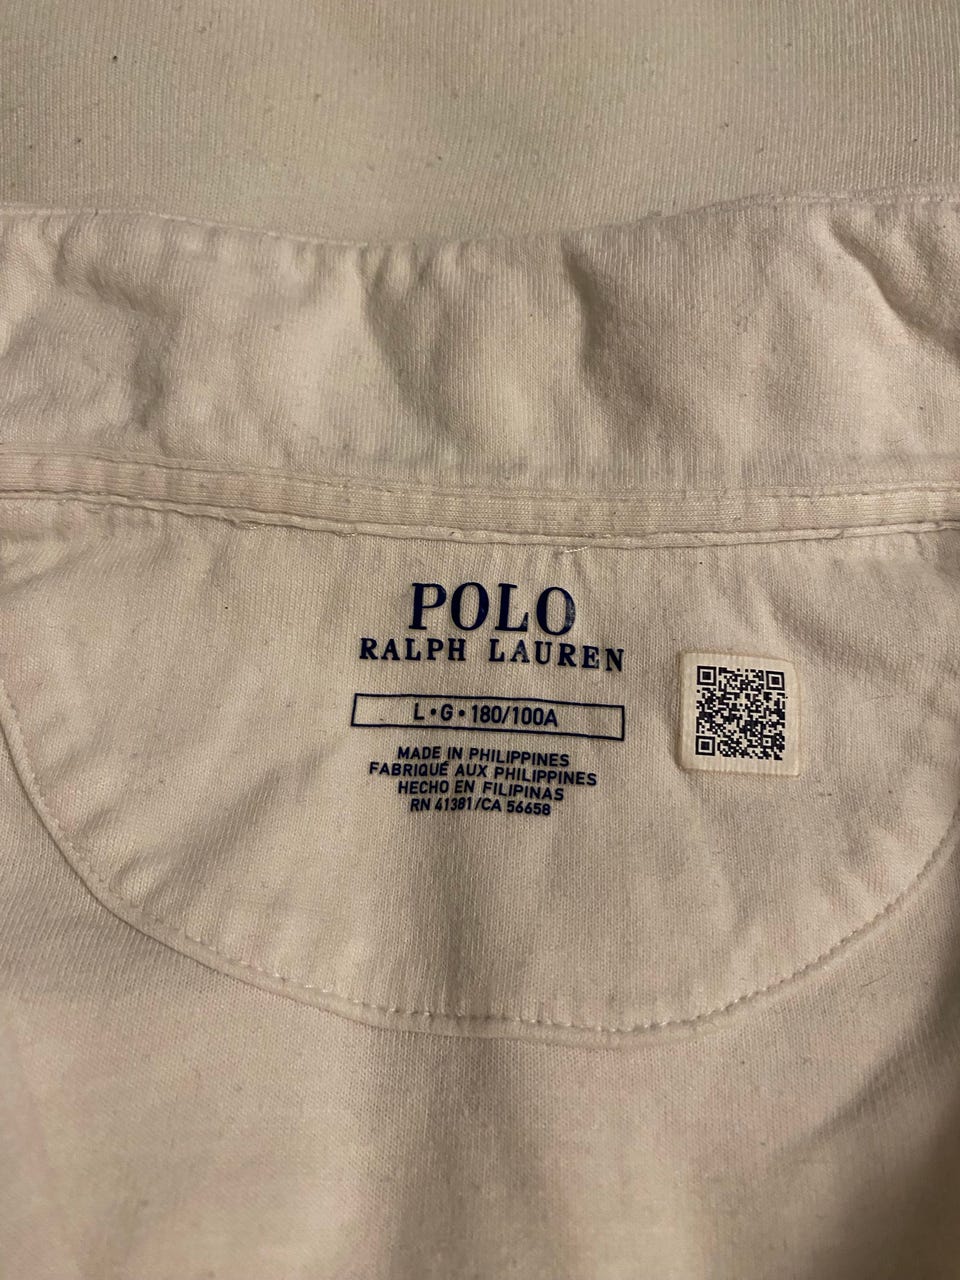 POLO
RALPH LAUREN
L•G•180/100A
MADE IN PHILIPPINES
FABRIQUÉ AUX PHILIPPINES
HECHO EN FILIPINAS
RN 41381/CA 56658